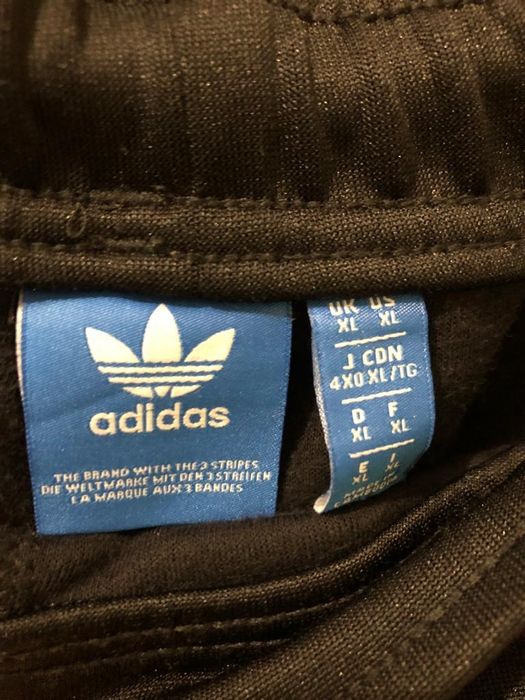 adidas
THE BRAND WITH THE 3 STRIPES
DIE WELTMARKE MIT DEN 3 STREIFEN
LA MARQUE AUX 3 BANDES
UK US
XL XL
J CDN
4XO XL/TG
D F
XL XL
E I
XL XL